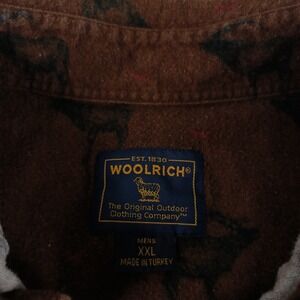 EST. 1830
WOOLRICH®
The Original Outdoor
Clothing Company™
MENS
XXL
MADE IN TURKEY